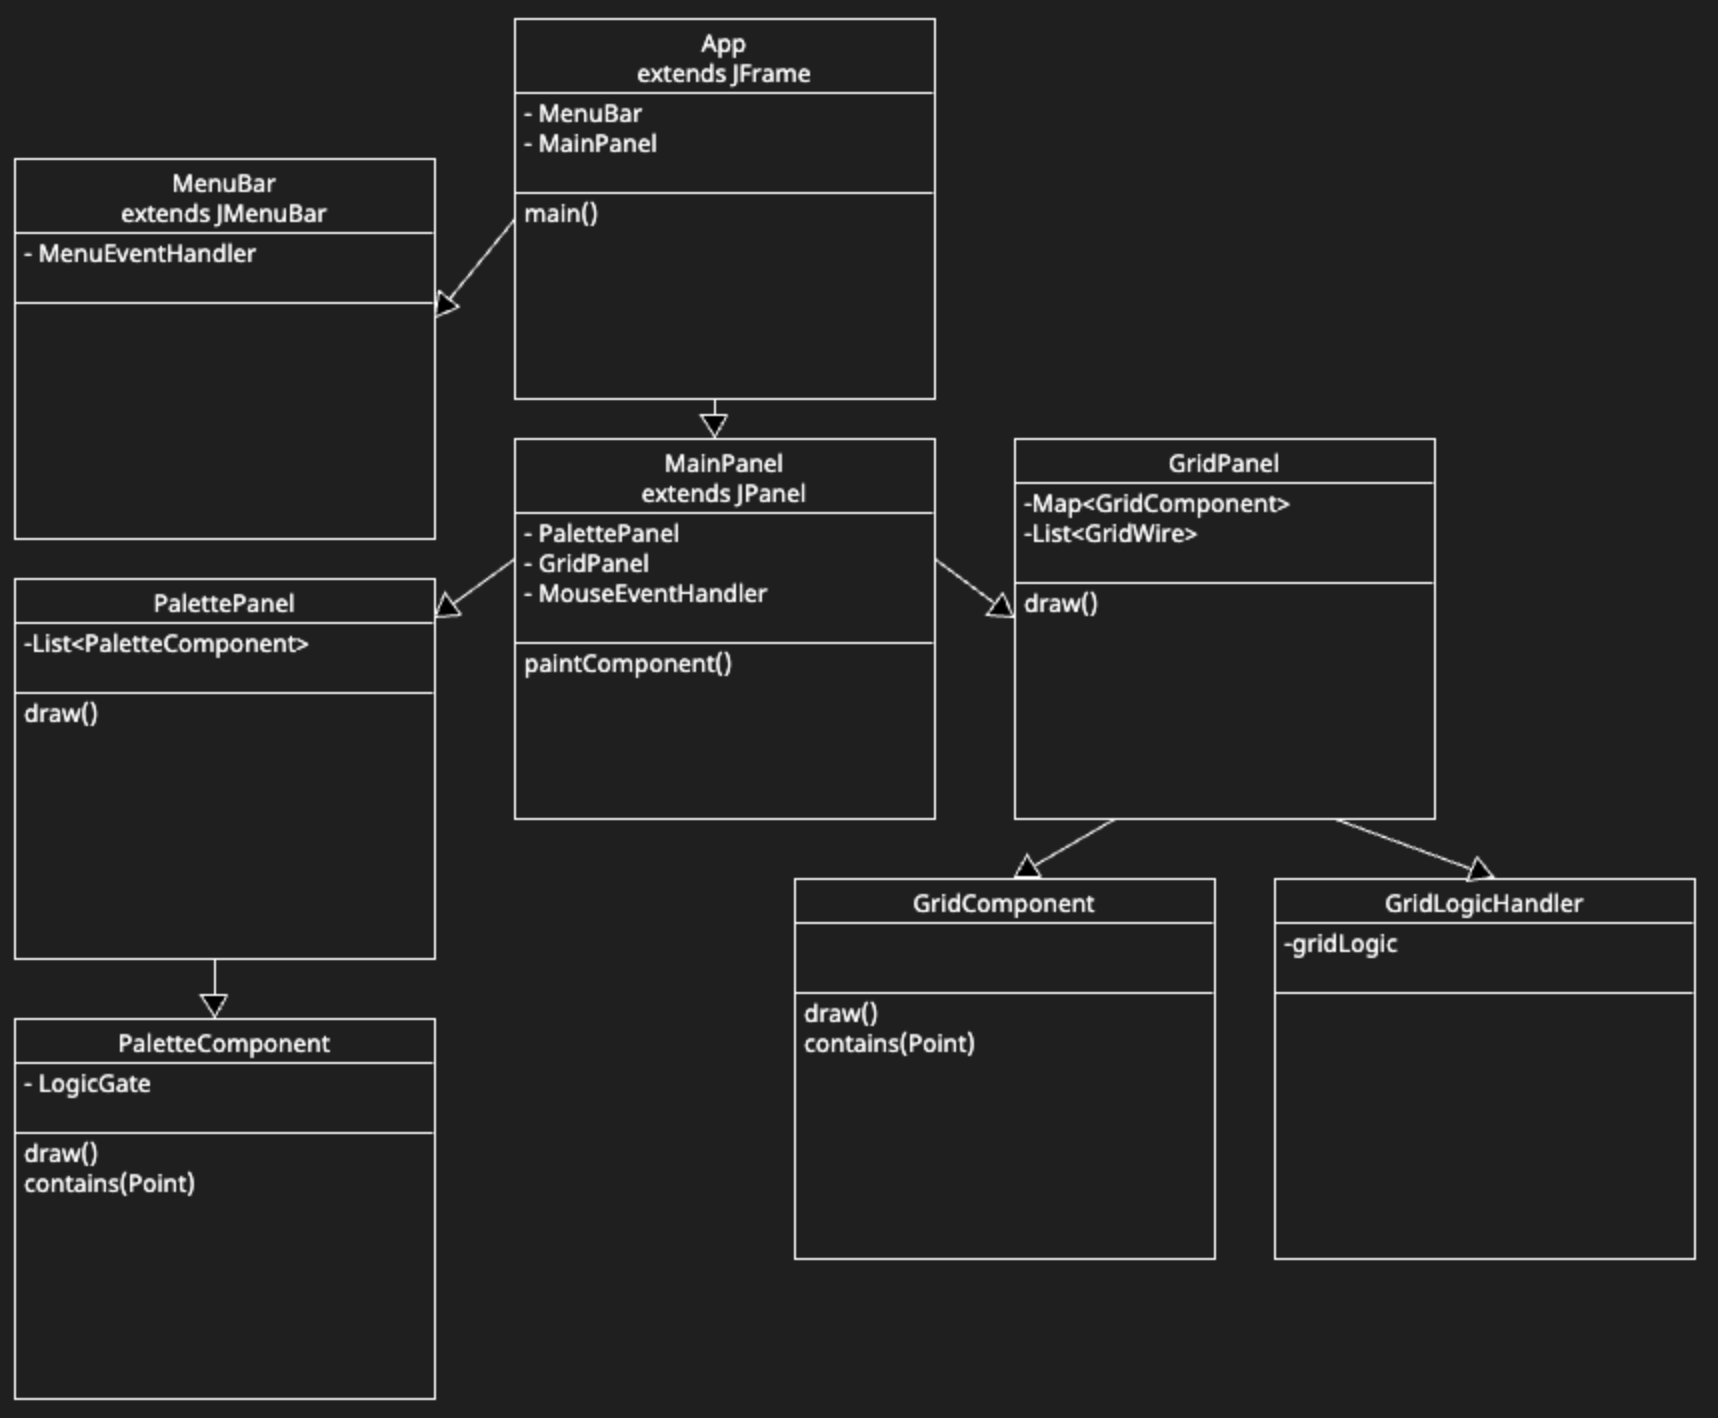 App
extends JFrame
- MenuBar
- MainPanel
main()
MenuBar
extends JMenuBar
- MenuEventHandler
MainPanel
extends JPanel
- PalettePanel
- GridPanel
- MouseEventHandler
paintComponent()
GridPanel
-Map<GridComponent>
-List<GridWire>
draw()
PalettePanel
-List<PaletteComponent>
draw()
GridComponent
draw()
contains(Point)
GridLogicHandler
-gridLogic
PaletteComponent
- LogicGate
draw()
contains(Point)